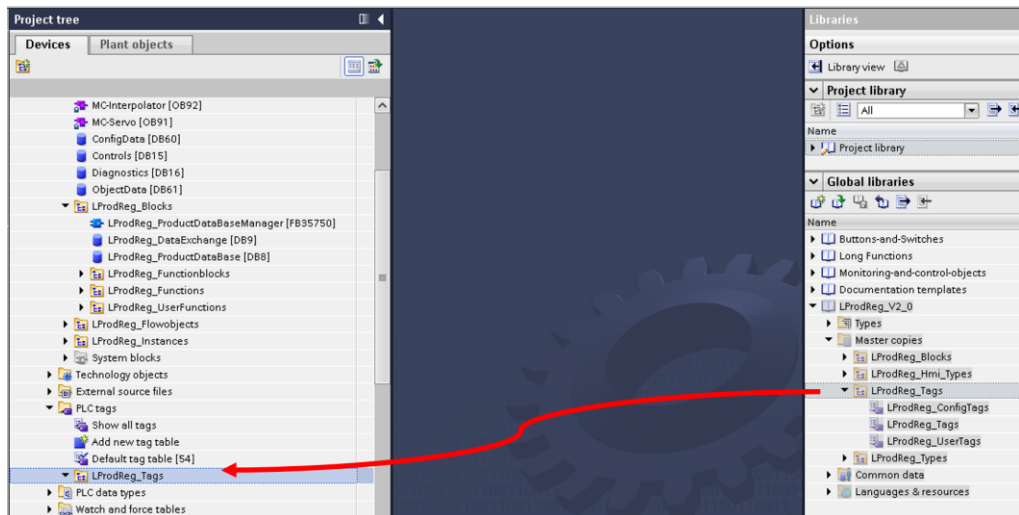 Project tree
Devices
Plant objects
MC-Interpolator [OB92]
MC-Servo [OB91]
ConfigData [DB60]
Controls [DB15]
Diagnostics [DB16]
ObjectData [DB61]
LProdReg_Blocks
LProdReg_ProductDataBaseManager [FB35750]
LProdReg_DataExchange [DB9]
LProdReg_ProductDataBase [DB8]
LProdReg_Functionblocks
LProdReg_Functions
LProdReg_UserFunctions
LProdReg_Flowobjects
LProdReg_Instances
System blocks
Technology objects
External source files
PLC tags
Show all tags
Add new tag table
Default tag table [54]
LProdReg_Tags
PLC data types
Watch and force tables
Libraries
Options
Library view
Project library
All
Name
Project library
Global libraries
Name
Buttons-and-Switches
Long Functions
Monitoring-and-control-objects
Documentation templates
LProdReg_V2_0
Types
Master copies
LProdReg_Blocks
LProdReg_Hmi_Types
LProdReg_Tags
LProdReg_ConfigTags
LProdReg_Tags
LProdReg_UserTags
LProdReg_Types
Common data
Languages & resources